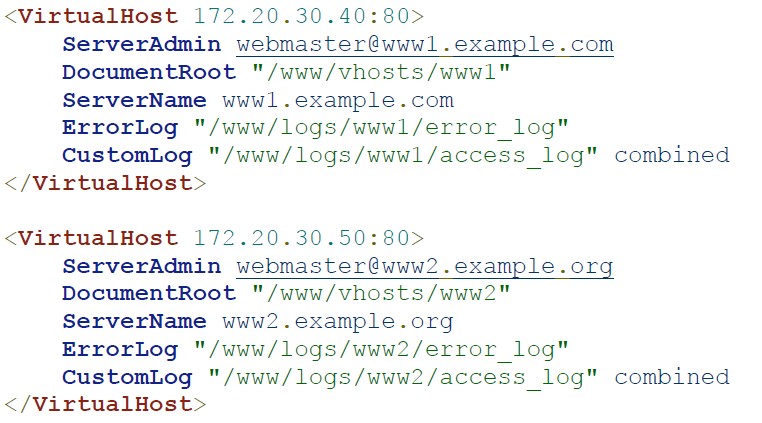 <VirtualHost 172.20.30.40:80>
ServerAdmin webmaster@www1.example.com
DocumentRoot "/www/vhosts/www1"
ServerName www1.example.com
ErrorLog "/www/logs/www1/error_log"
CustomLog "/www/logs/www1/access_log" combined
</VirtualHost>
<VirtualHost 172.20.30.50:80>
ServerAdmin webmaster@www2.example.org
DocumentRoot "/www/vhosts/www2"
ServerName www2.example.org
ErrorLog "/www/logs/www2/error_log"
CustomLog "/www/logs/www2/access_log" combined
</VirtualHost>